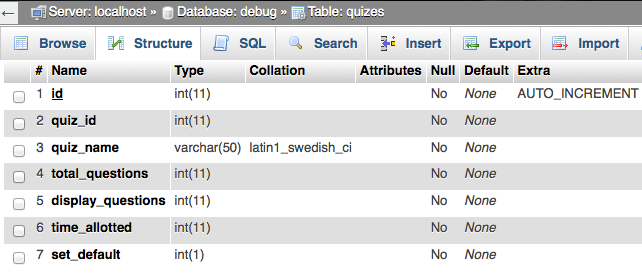 ← Server: localhost » Database: debug » Table: quizes
Browse Structure SQL Search Insert Export Import
# Name Type Collation Attributes Null Default Extra
1 id int(11) No None AUTO_INCREMENT
2 quiz_id int(11) No None
3 quiz_name varchar(50) latin1_swedish_ci No None
4 total_questions int(11) No None
5 display_questions int(11) No None
6 time_allotted int(11) No None
7 set_default int(1) No None